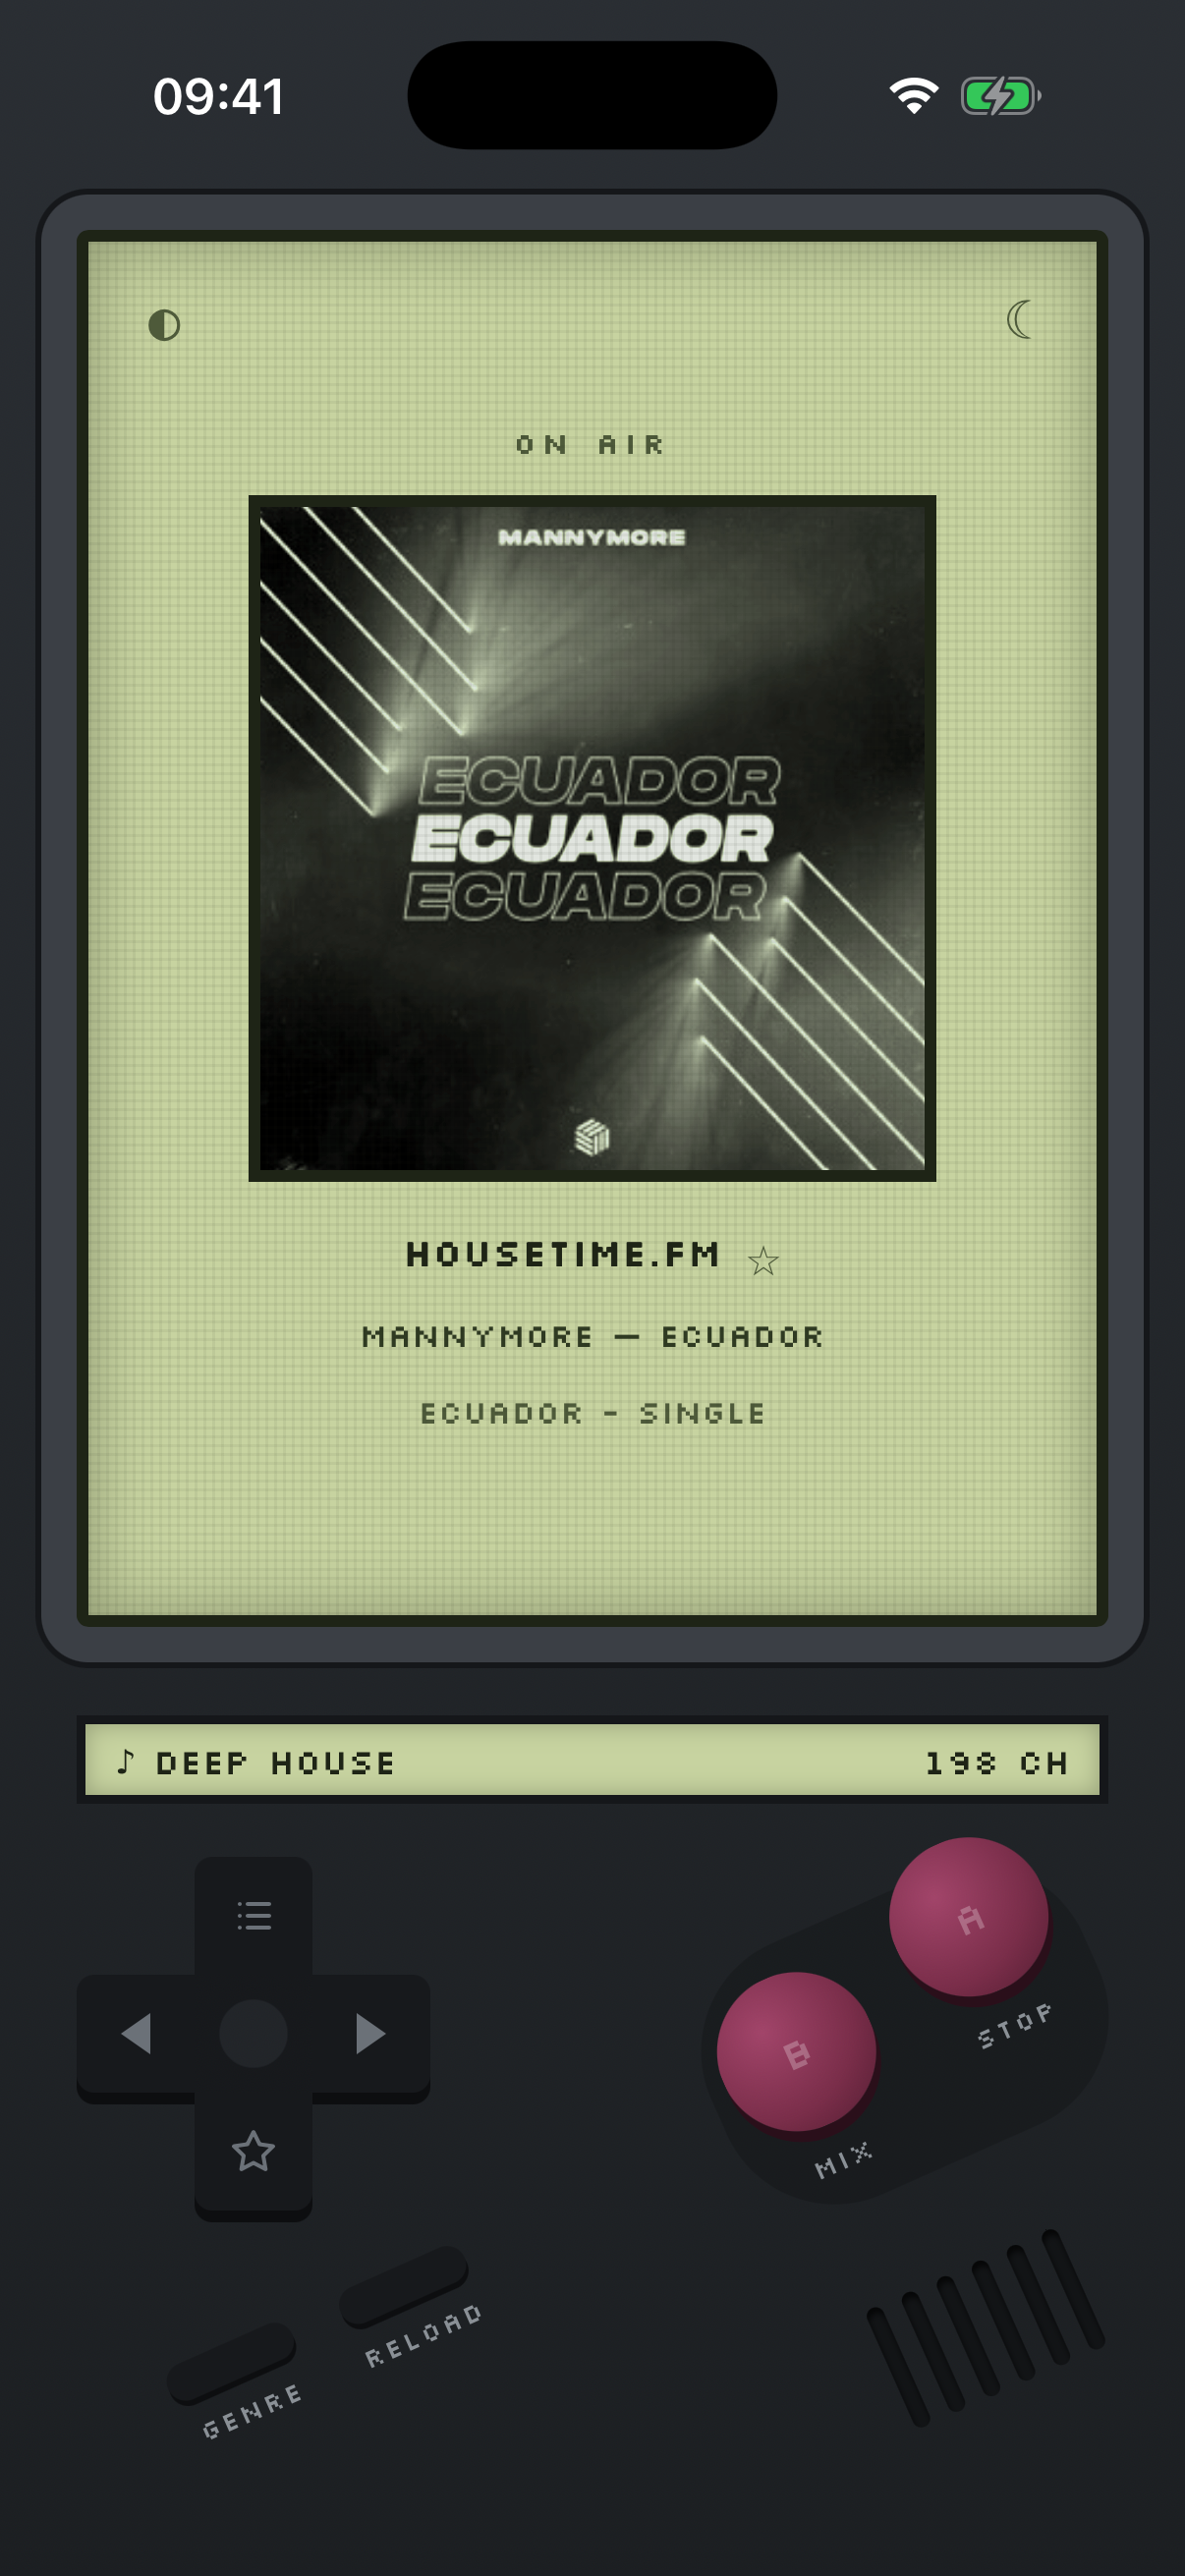 09:41
ON AIR
MANNYMORE
ECUADOR
ECUADOR
ECUADOR
HOUSETIME.FM ☆
MANNYMORE — ECUADOR
ECUADOR - SINGLE
♪ DEEP HOUSE 198 CH
A
STOP
B
MIX
RELOAD
GENRE